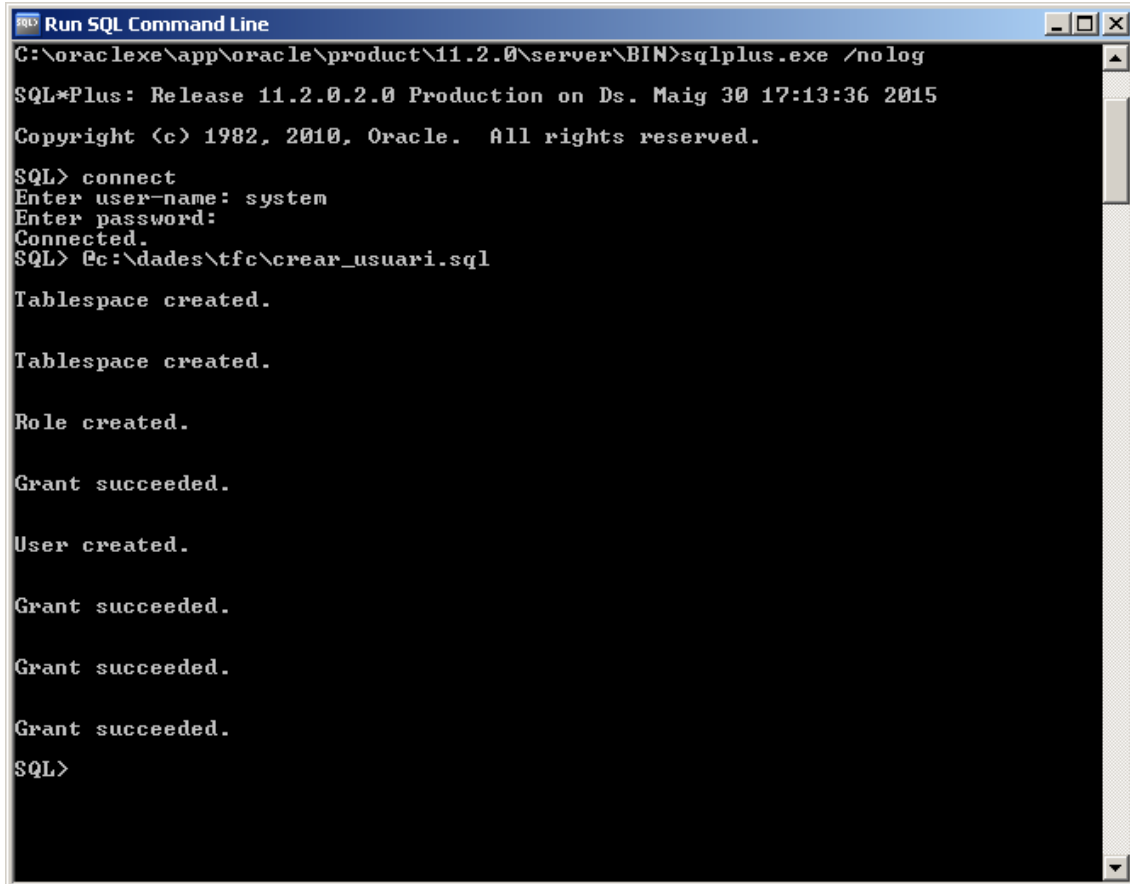 Run SQL Command Line
C:\oraclexe\app\oracle\product\11.2.0\server\BIN>sqlplus.exe /nolog
SQL*Plus: Release 11.2.0.2.0 Production on Ds. Maig 30 17:13:36 2015
Copyright (c) 1982, 2010, Oracle.  All rights reserved.
SQL> connect
Enter user-name: system
Enter password:
Connected.
SQL> @c:\dades\tfc\crear_usuari.sql
Tablespace created.
Tablespace created.
Role created.
Grant succeeded.
User created.
Grant succeeded.
Grant succeeded.
Grant succeeded.
SQL>